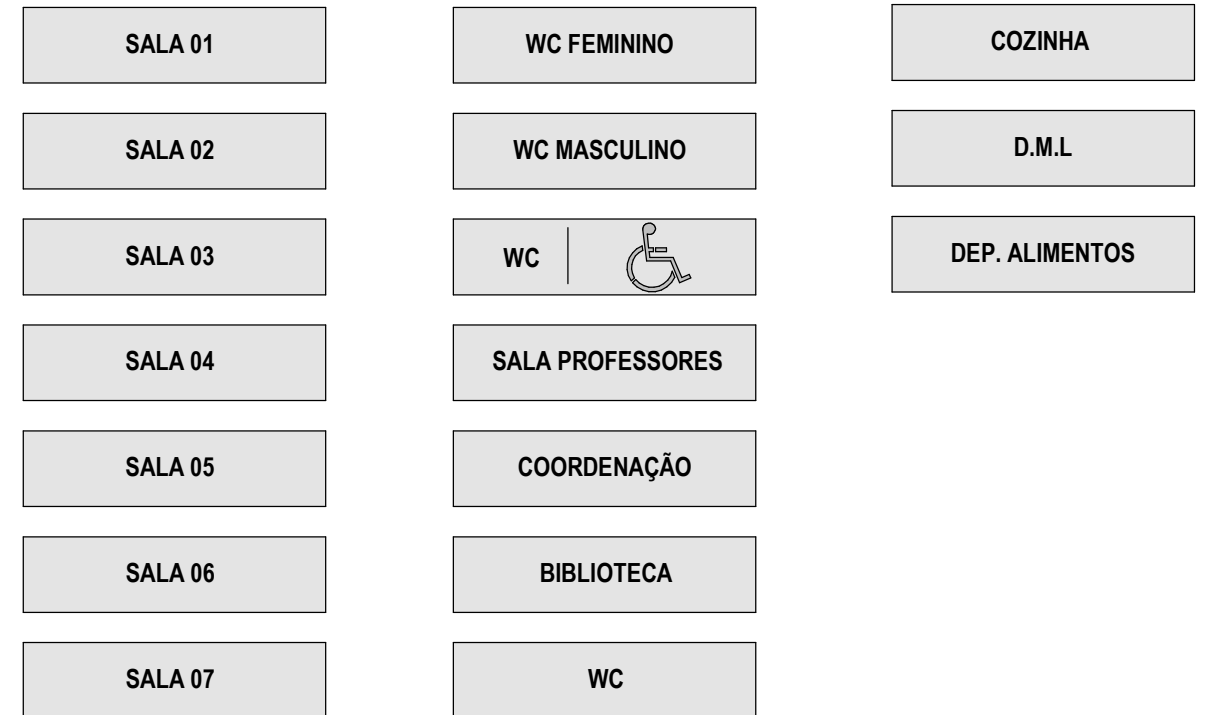 SALA 01
SALA 02
SALA 03
SALA 04
SALA 05
SALA 06
SALA 07
WC FEMININO
WC MASCULINO
WC
SALA PROFESSORES
COORDENAÇÃO
BIBLIOTECA
WC
COZINHA
D.M.L
DEP. ALIMENTOS